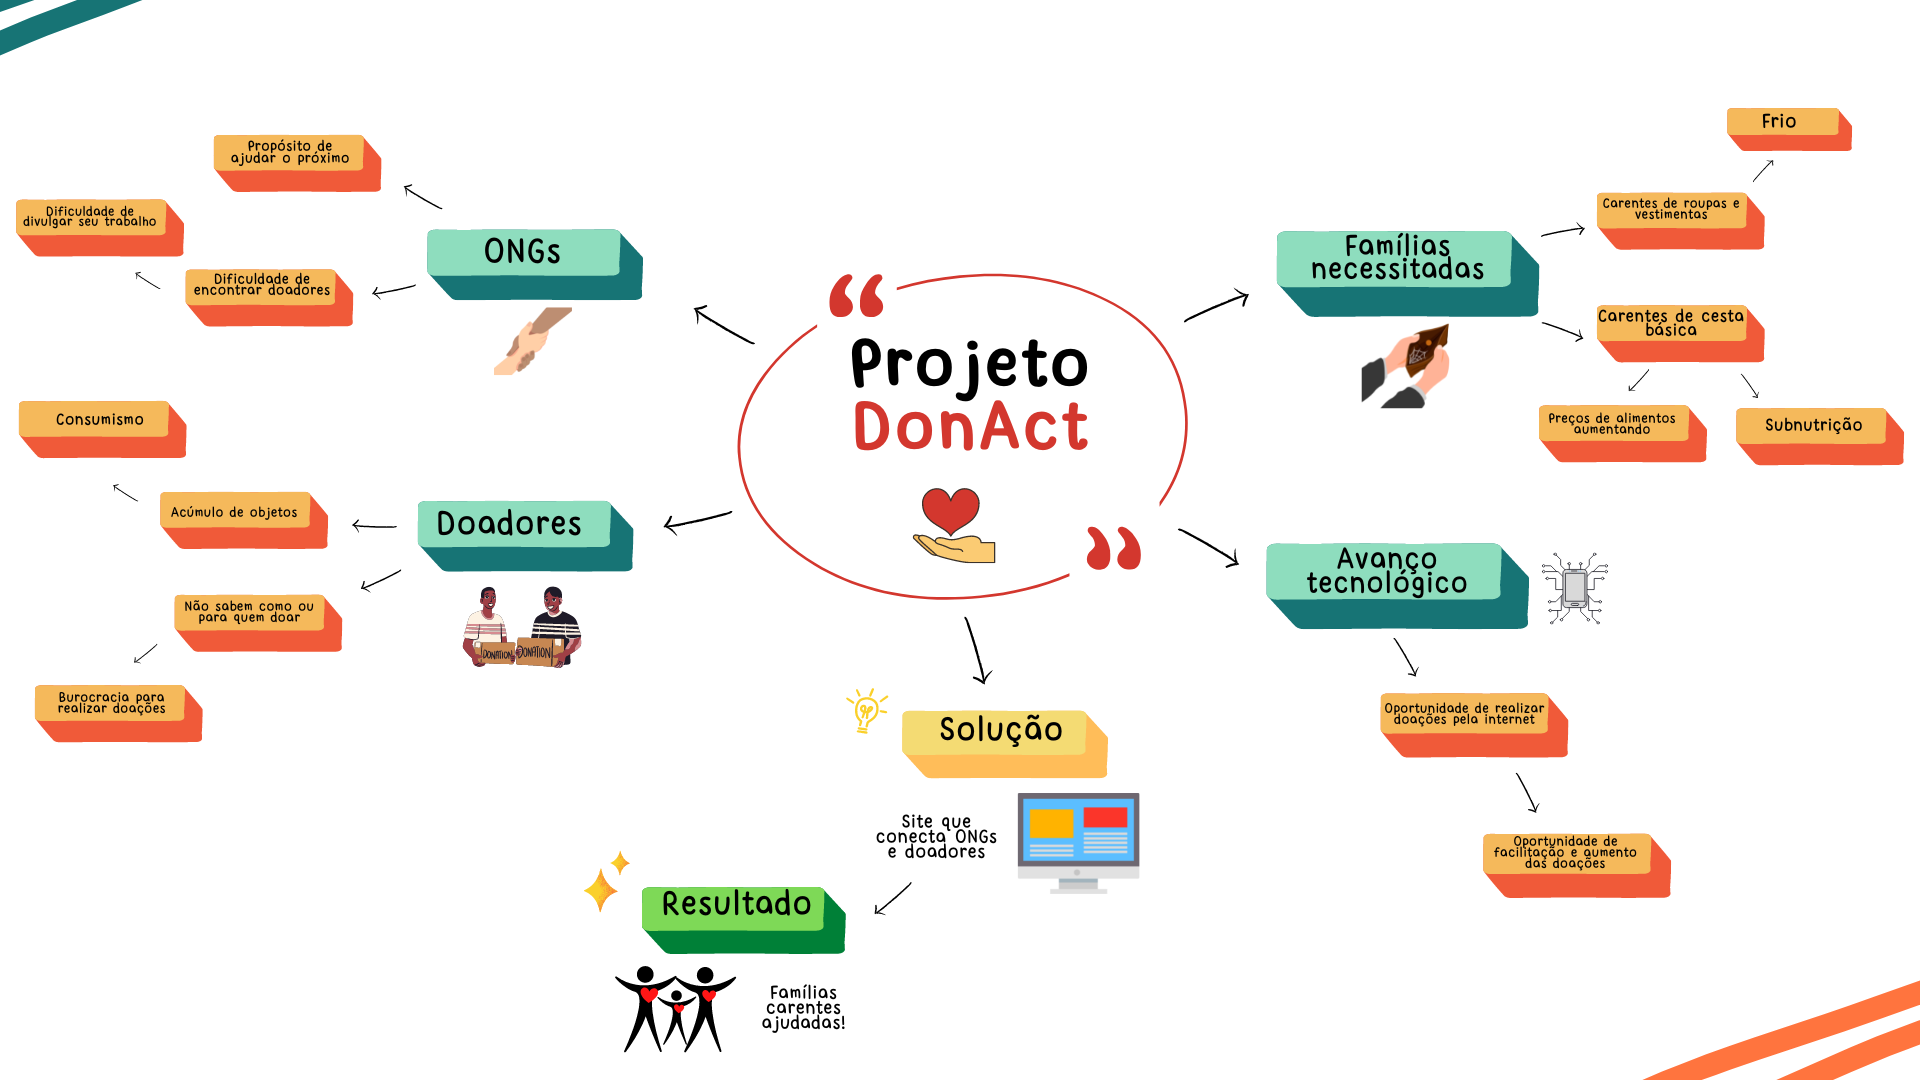 Projeto
DonAct
ONGs
Propósito de
ajudar o próximo
Dificuldade de
encontrar doadores
Dificuldade de
divulgar seu trabalho
Doadores
Acúmulo de objetos
Consumismo
Não sabem como ou
para quem doar
Burocracia para
realizar doações
DONATION
DONATION
Famílias
necessitadas
Carentes de roupas e
vestimentas
Frio
Carentes de cesta
básica
Preços de alimentos
aumentando
Subnutrição
Avanço
tecnológico
Oportunidade de realizar
doações pela internet
Oportunidade de
facilitação e aumento
das doações
Solução
Site que
conecta ONGs
e doadores
Resultado
Famílias
carentes
ajudadas!